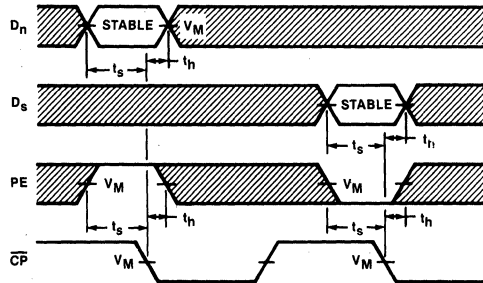 Dn STABLE VM
ts th
Ds STABLE
ts th
PE VM VM
ts th ts th
CP VM VM